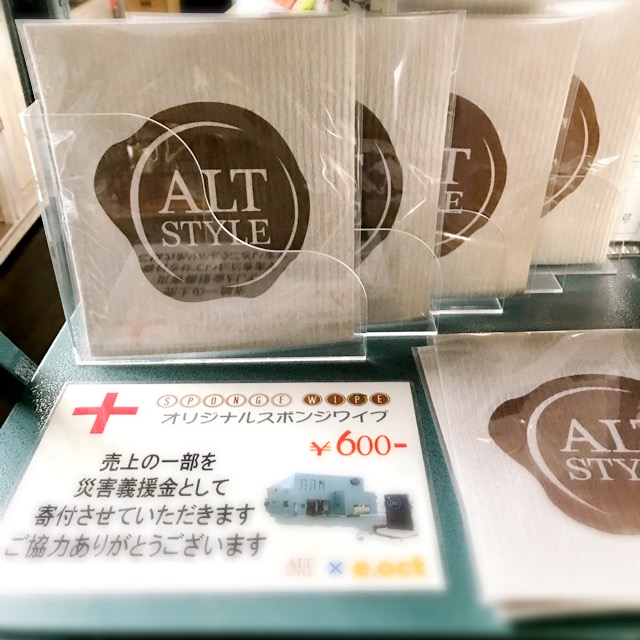 ALT
STYLE
T
E
SPONGE WIPE
オリジナルスポンジワイプ
¥600-
売上の一部を
災害義援金として
寄付させていただきます
ご協力ありがとうございます
ALT
STYLE
× e.oct
ALT
STYLE